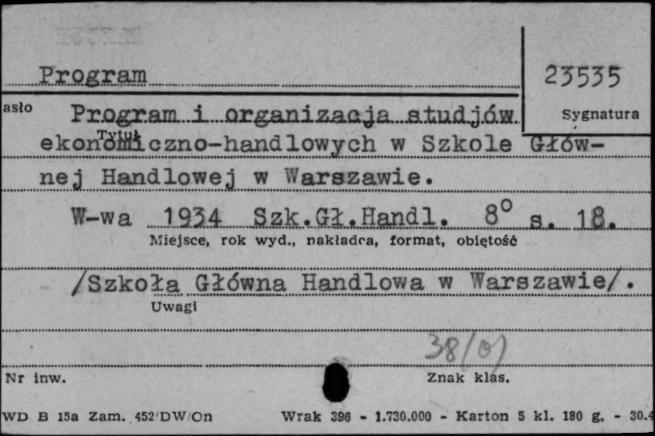 Program
23535
asło
Sygnatura
Program i organizacja studjów
Tytuł
ekonomiczno-handlowych w Szkole Głów-
nej Handlowej w Warszawie.
W-wa 1934 Szk.Gł.Handl. 8° s. 18.
Miejsce, rok wyd., nakładca, format, objętość
/Szkoła Główna Handlowa w Warszawie/.
Uwagi
38/0/
Nr inw.
Znak klas.
WD B 15a Zam. 452/DW/On Wrak 396 - 1.730.000 - Karton 5 kl. 180 g. - 30.4